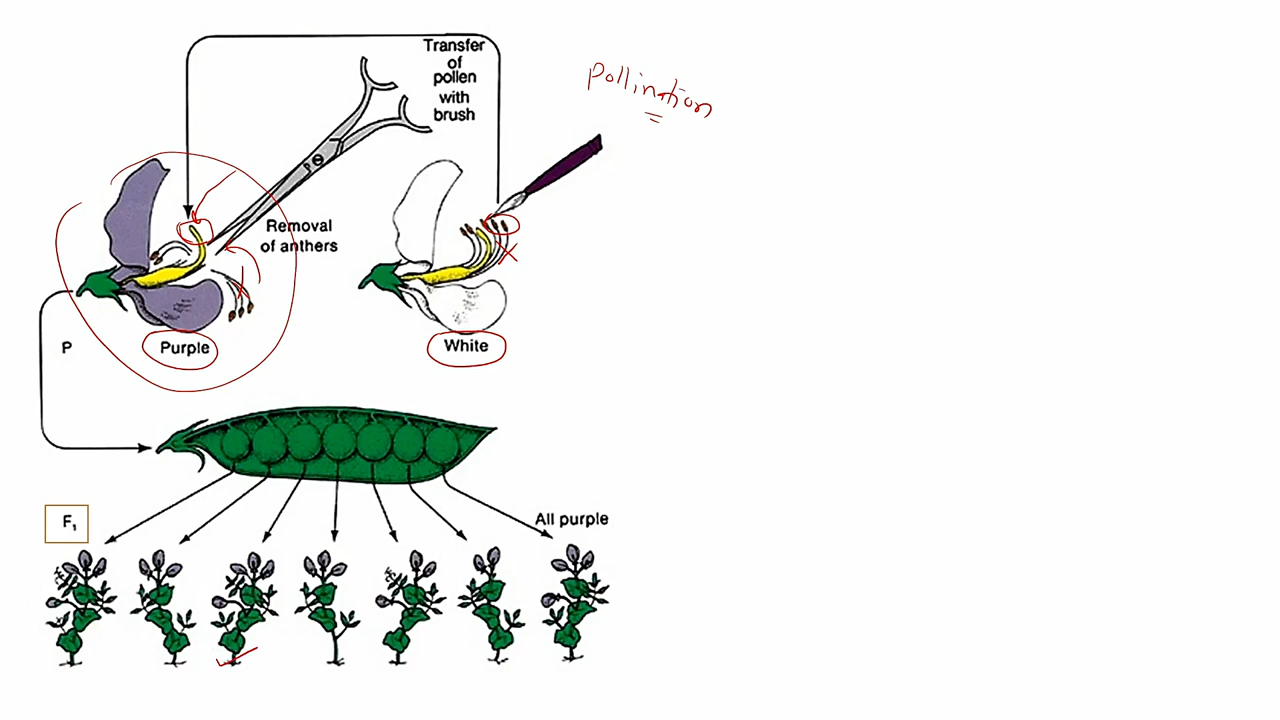 Transfer
of
pollen
with
brush
pollination
Removal
of anthers
P
Purple
White
F₁
All purple